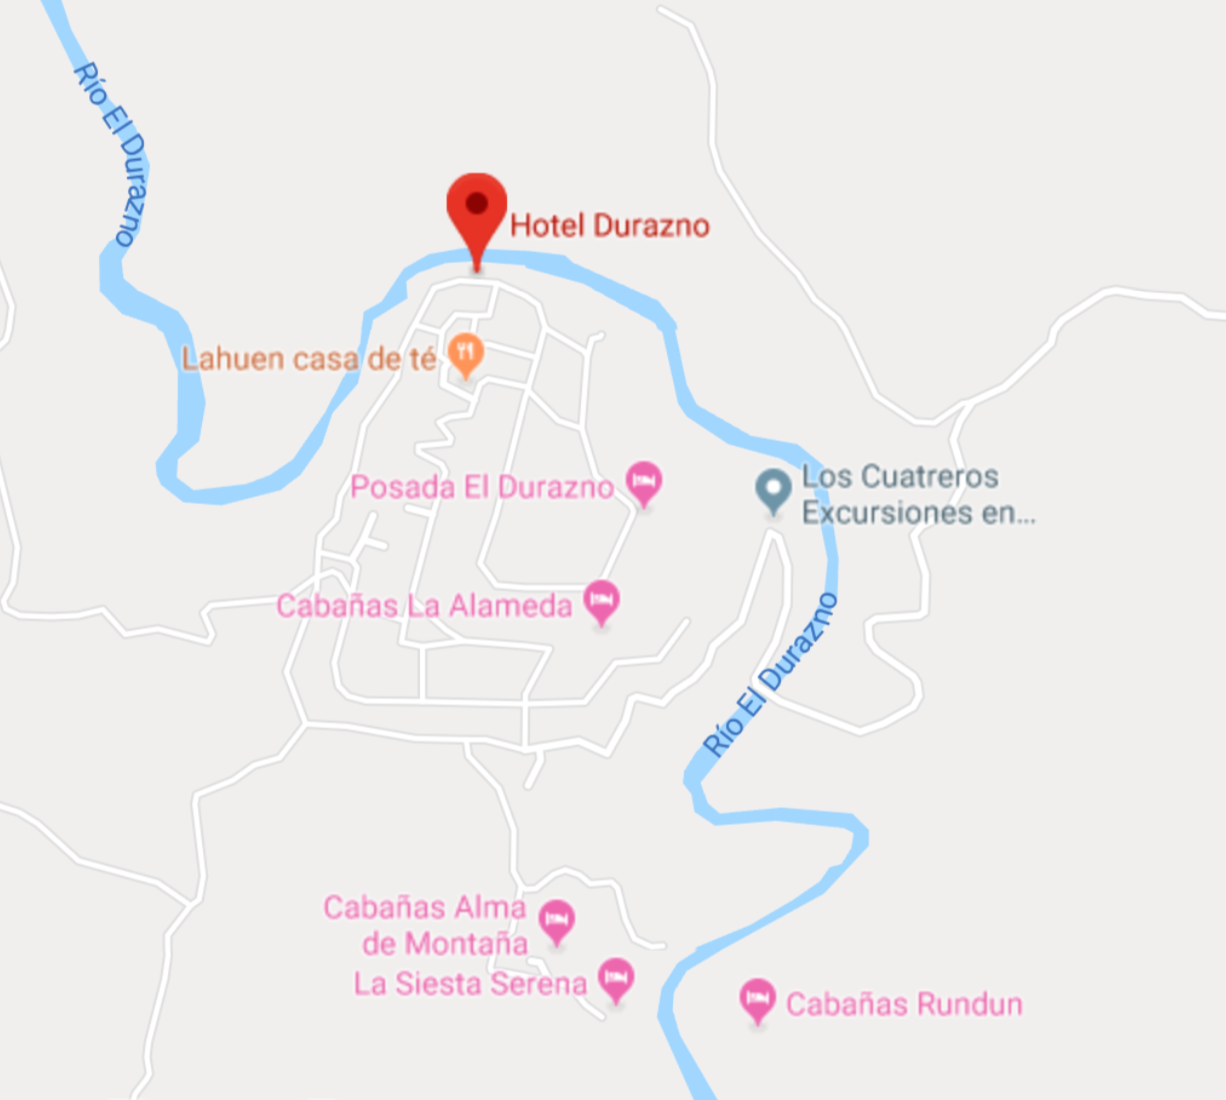 Río El Durazno
Hotel Durazno
Lahuen casa de té
Posada El Durazno
Los Cuatreros
Excursiones en...
Cabañas La Alameda
Río El Durazno
Cabañas Alma
de Montaña
La Siesta Serena
Cabañas Rundun